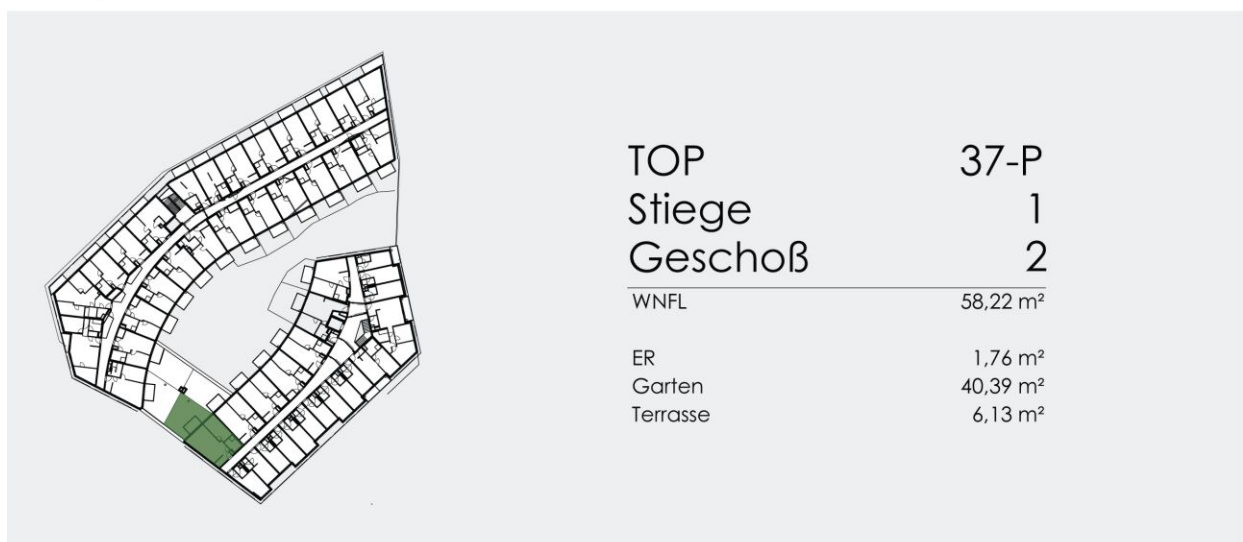 TOP 37-P
Stiege 1
Geschoß 2
WNFL 58,22 m²
ER 1,76 m²
Garten 40,39 m²
Terrasse 6,13 m²